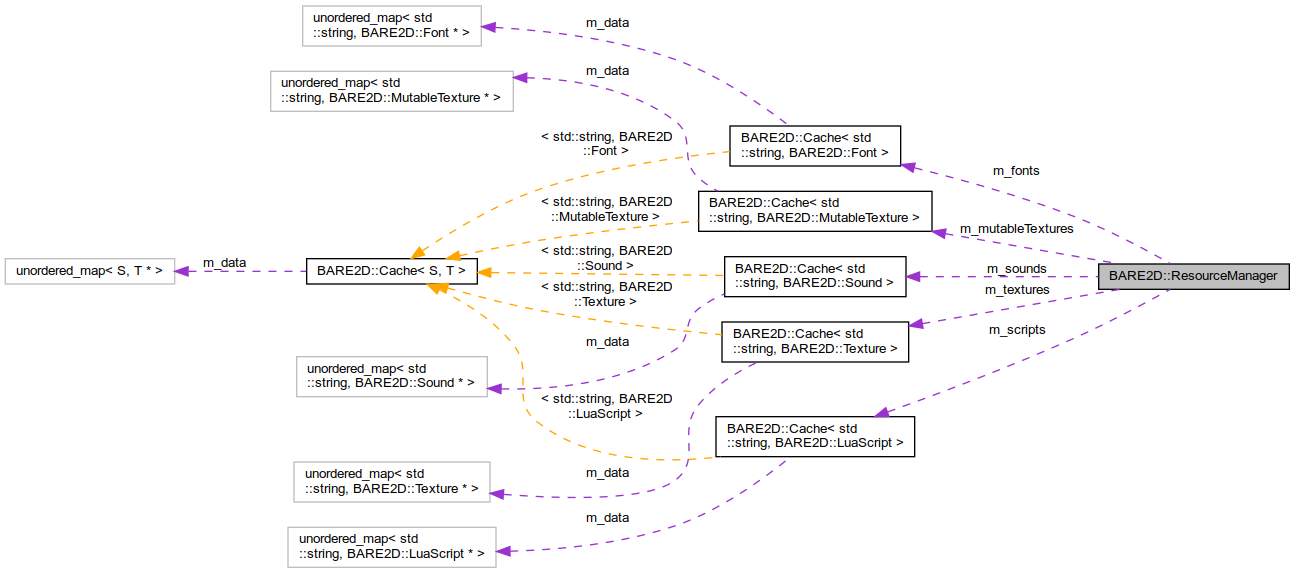 unordered_map< std
::string, BARE2D::Font * >
m_data
unordered_map< std
::string, BARE2D::MutableTexture * >
m_data
< std::string, BARE2D
::Font >
BARE2D::Cache< std
::string, BARE2D::Font >
m_fonts
< std::string, BARE2D
::MutableTexture >
BARE2D::Cache< std
::string, BARE2D::MutableTexture >
m_mutableTextures
unordered_map< S, T * >
m_data
BARE2D::Cache< S, T >
< std::string, BARE2D
::Sound >
BARE2D::Cache< std
::string, BARE2D::Sound >
m_sounds
BARE2D::ResourceManager
< std::string, BARE2D
::Texture >
m_textures
BARE2D::Cache< std
::string, BARE2D::Texture >
m_scripts
m_data
unordered_map< std
::string, BARE2D::Sound * >
< std::string, BARE2D
::LuaScript >
BARE2D::Cache< std
::string, BARE2D::LuaScript >
unordered_map< std
::string, BARE2D::Texture * >
m_data
m_data
unordered_map< std
::string, BARE2D::LuaScript * >